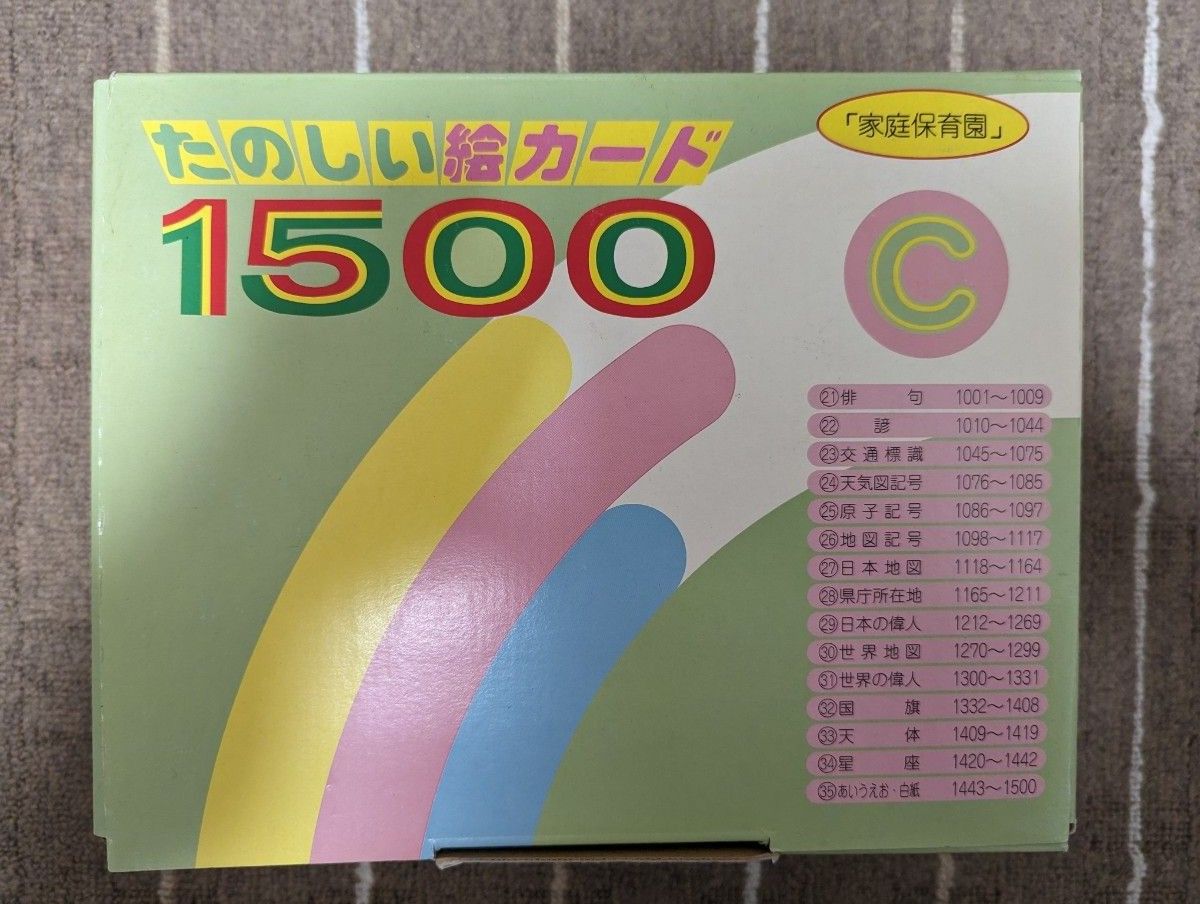 たのしい絵カード
1500
「家庭保育園」
C
㉑俳句 1001～1009
㉒諺 1010～1044
㉓交通標識 1045～1075
㉔天気図記号 1076～1085
㉕原子記号 1086～1097
㉖地図記号 1098～1117
㉗日本地図 1118～1164
㉘県庁所在地 1165～1211
㉙日本の偉人 1212～1269
㉚世界地図 1270～1299
㉛世界の偉人 1300～1331
㉜国旗 1332～1408
㉝天体 1409～1419
㉞星座 1420～1442
㉟あいうえお・白紙 1443～1500